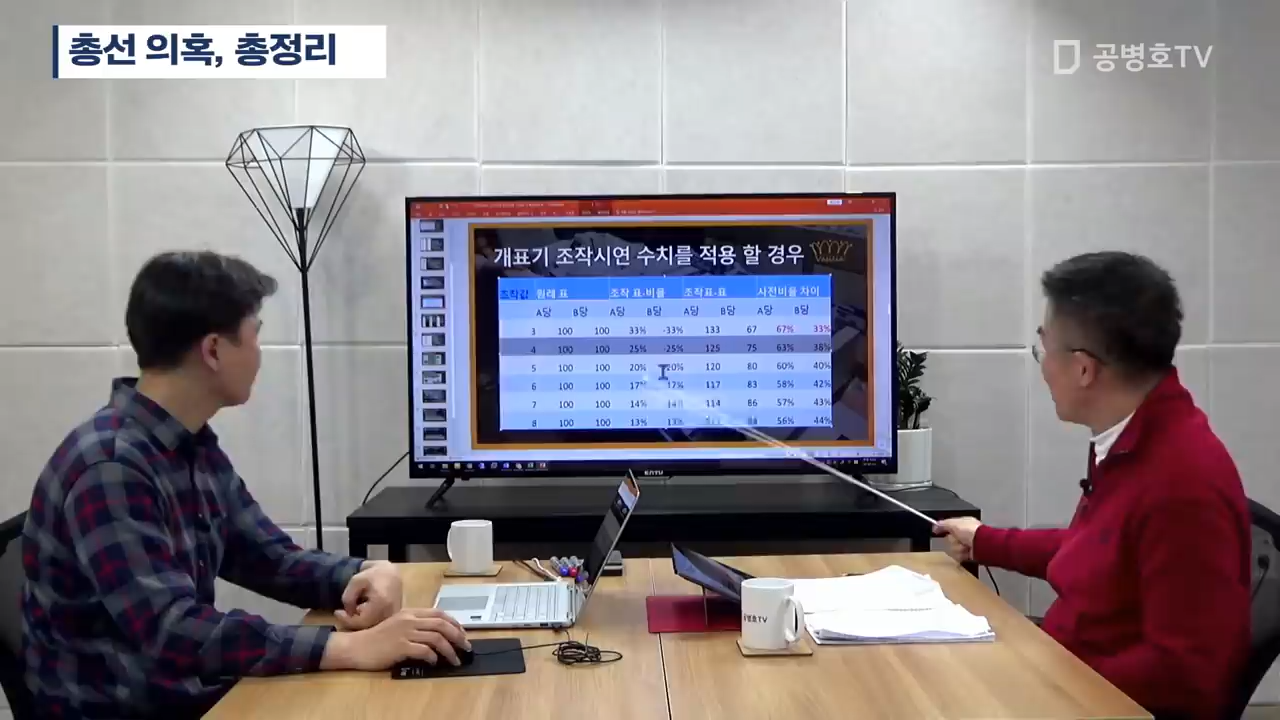 총선 의혹, 총정리
공병호TV
개표기 조작시연 수치를 적용 할 경우
조작값 원래 표 조작 표-비율 조작표-표 사전비율 차이
A당 B당 A당 B당 A당 B당 A당 B당
3 100 100 33% -33% 133 67 67% 33%
4 100 100 25% -25% 125 75 63% 38%
5 100 100 20% 20% 120 80 60% 40%
6 100 100 17% 17% 117 83 58% 42%
7 100 100 14% 14% 114 86 57% 43%
8 100 100 13% 13% 56% 44%
공병호TV